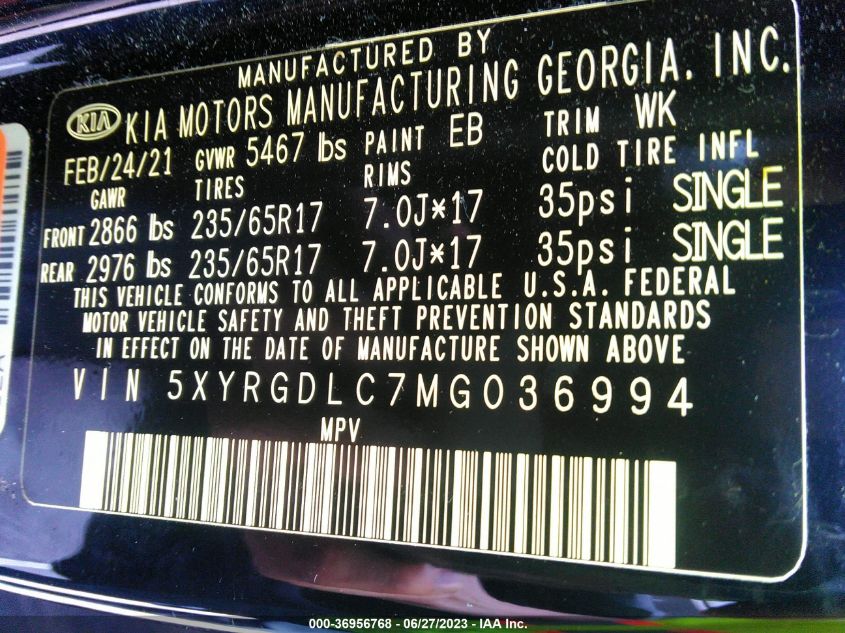 MANUFACTURED BY
KIA KIA MOTORS MANUFACTURING GEORGIA, INC.
FEB/24/21 GVWR 5467 lbs PAINT EB TRIM WK
GAWR TIRES RIMS COLD TIRE INFL
FRONT 2866 lbs 235/65R17 7.0J*17 35psi SINGLE
REAR 2976 lbs 235/65R17 7.0J*17 35psi SINGLE
THIS VEHICLE CONFORMS TO ALL APPLICABLE U.S.A. FEDERAL
MOTOR VEHICLE SAFETY AND THEFT PREVENTION STANDARDS
IN EFFECT ON THE DATE OF MANUFACTURE SHOWN ABOVE
VIN 5XYRGDLC7MG036994
MPV
000-36956768 - 06/27/2023 - IAA Inc.